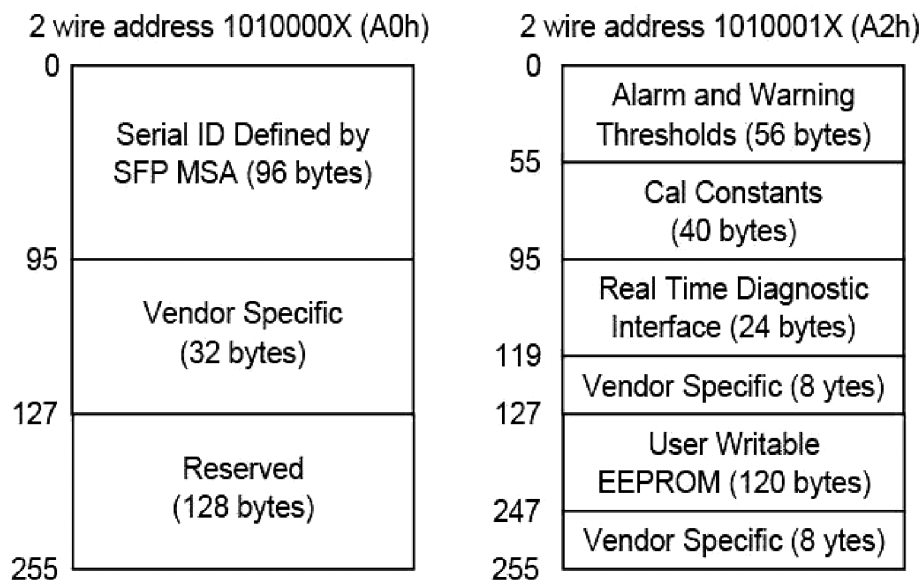 2 wire address 1010000X (A0h)
0
Serial ID Defined by
SFP MSA (96 bytes)
95
Vendor Specific
(32 bytes)
127
Reserved
(128 bytes)
255
2 wire address 1010001X (A2h)
0
Alarm and Warning
Thresholds (56 bytes)
55
Cal Constants
(40 bytes)
95
Real Time Diagnostic
Interface (24 bytes)
119
Vendor Specific (8 ytes)
127
User Writable
EEPROM (120 bytes)
247
Vendor Specific (8 ytes)
255